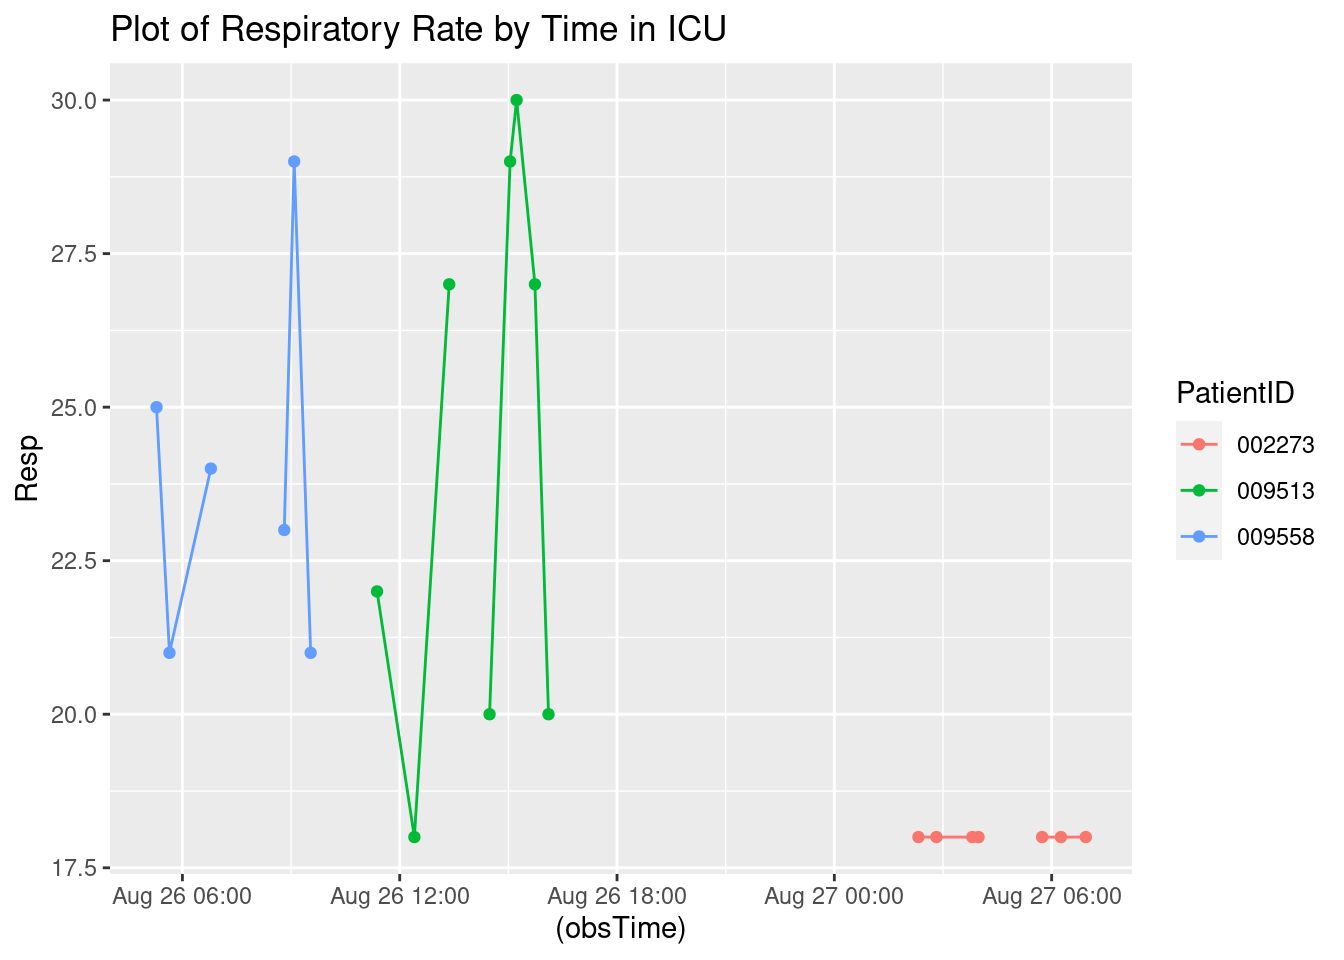 Plot of Respiratory Rate by Time in ICU
30.0
27.5
25.0
22.5
20.0
17.5
Resp
Aug 26 06:00
Aug 26 12:00
Aug 26 18:00
Aug 27 00:00
Aug 27 06:00
(obsTime)
PatientID
002273
009513
009558